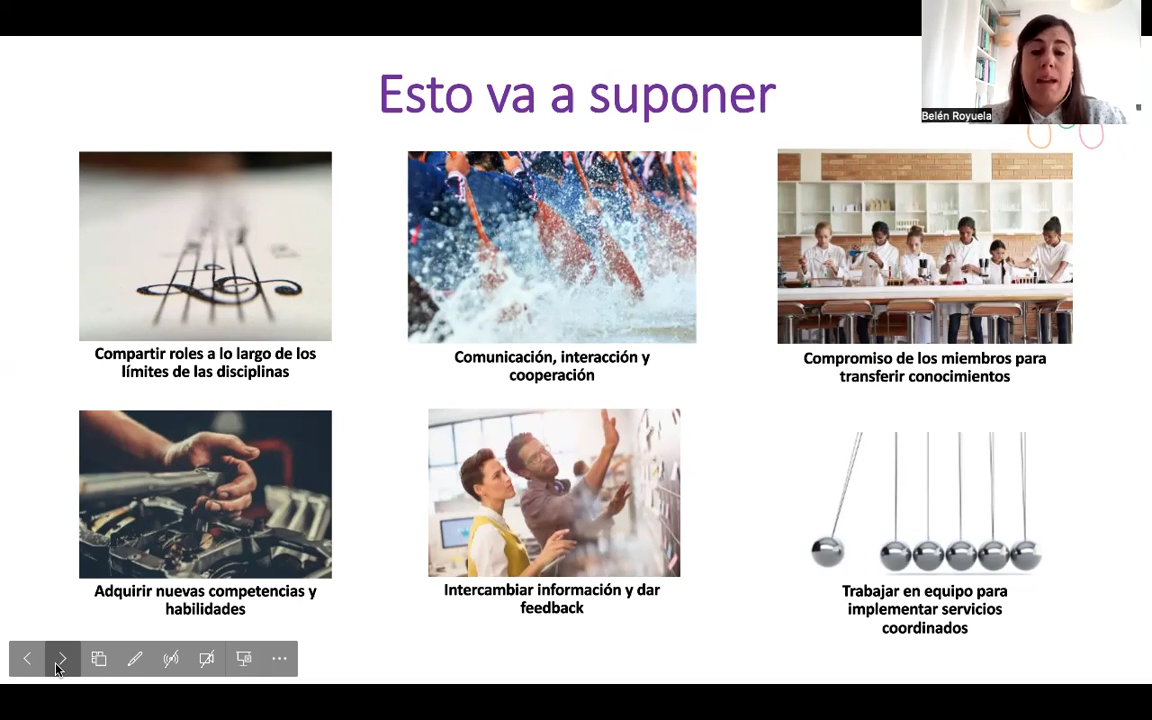 Esto va a suponer
Belén Royuela
Compartir roles a lo largo de los
límites de las disciplinas
Comunicación, interacción y
cooperación
Compromiso de los miembros para
transferir conocimientos
Adquirir nuevas competencias y
habilidades
Intercambiar información y dar
feedback
Trabajar en equipo para
implementar servicios
coordinados